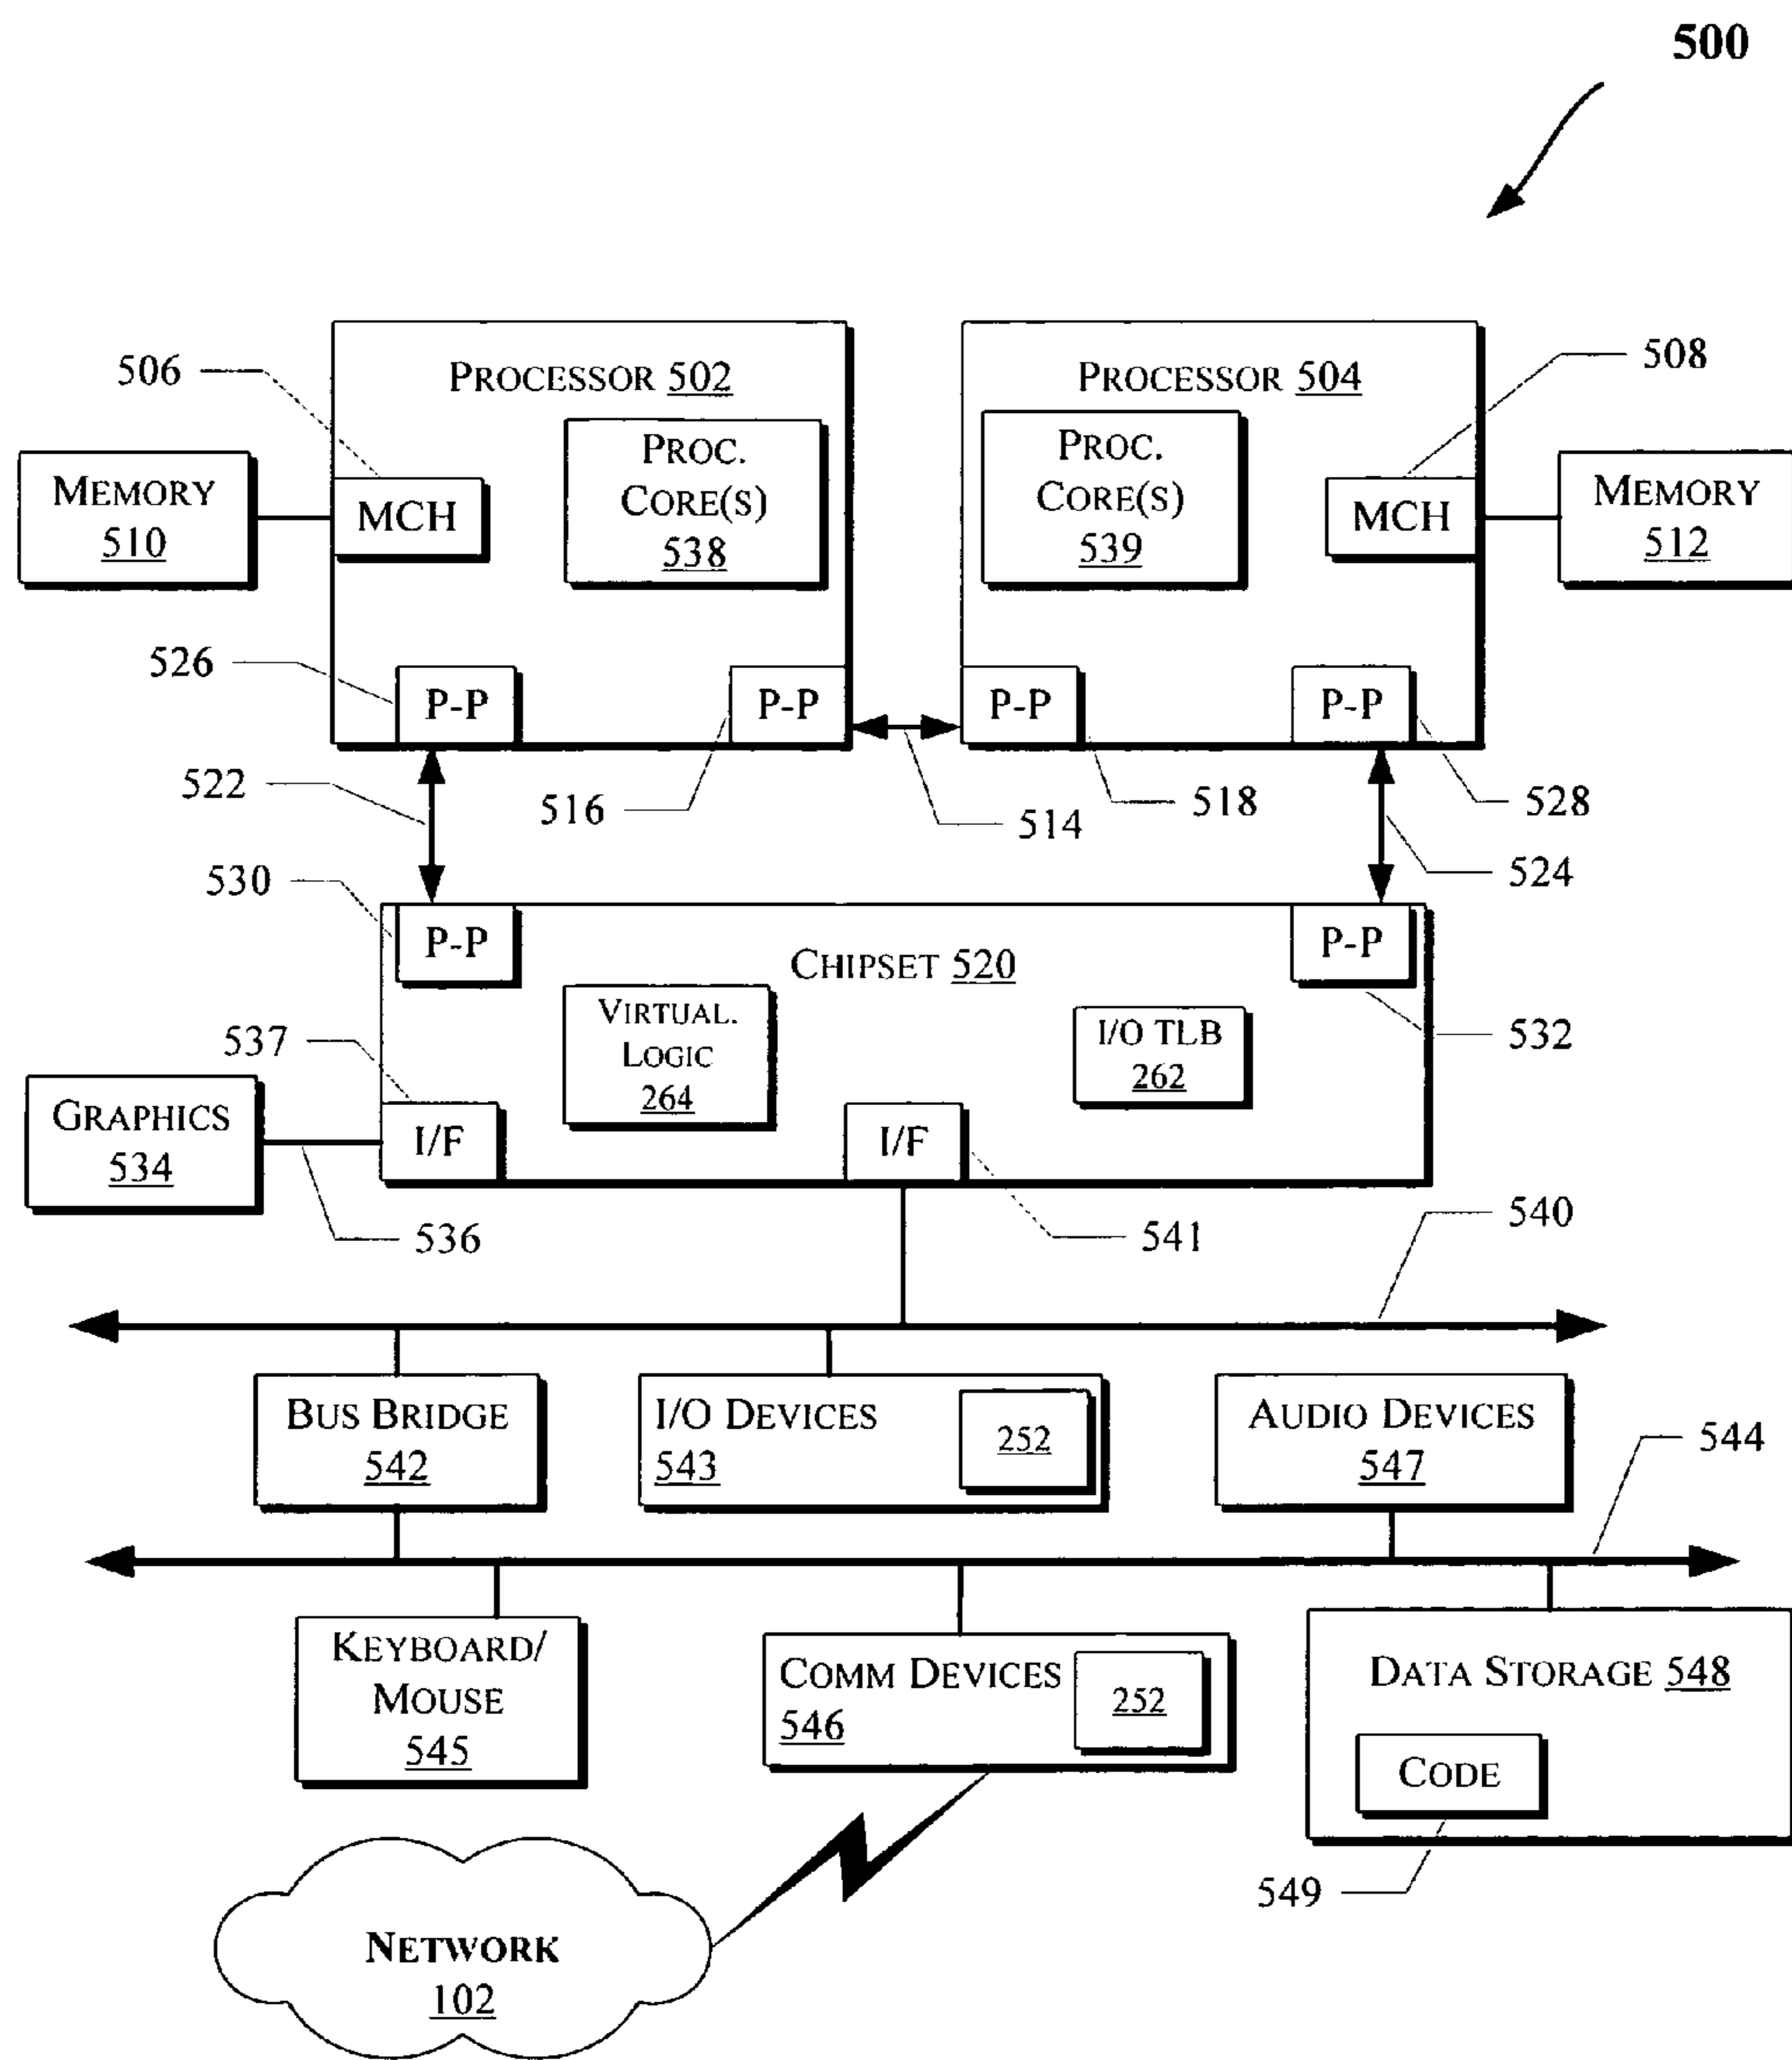 500
PROCESSOR 502
PROCESSOR 504
506
508
MEMORY
510
MCH
PROC.
CORE(S)
538
PROC.
CORE(S)
539
MCH
MEMORY
512
526
P-P
P-P
P-P
P-P
522
516
514
518
528
524
530
P-P
CHIPSET 520
P-P
532
537
VIRTUAL.
LOGIC
264
I/O TLB
262
GRAPHICS
534
I/F
I/F
536
541
540
BUS BRIDGE
542
I/O DEVICES
543
252
AUDIO DEVICES
547
544
KEYBOARD/
MOUSE
545
COMM DEVICES
546
252
DATA STORAGE 548
CODE
549
NETWORK
102